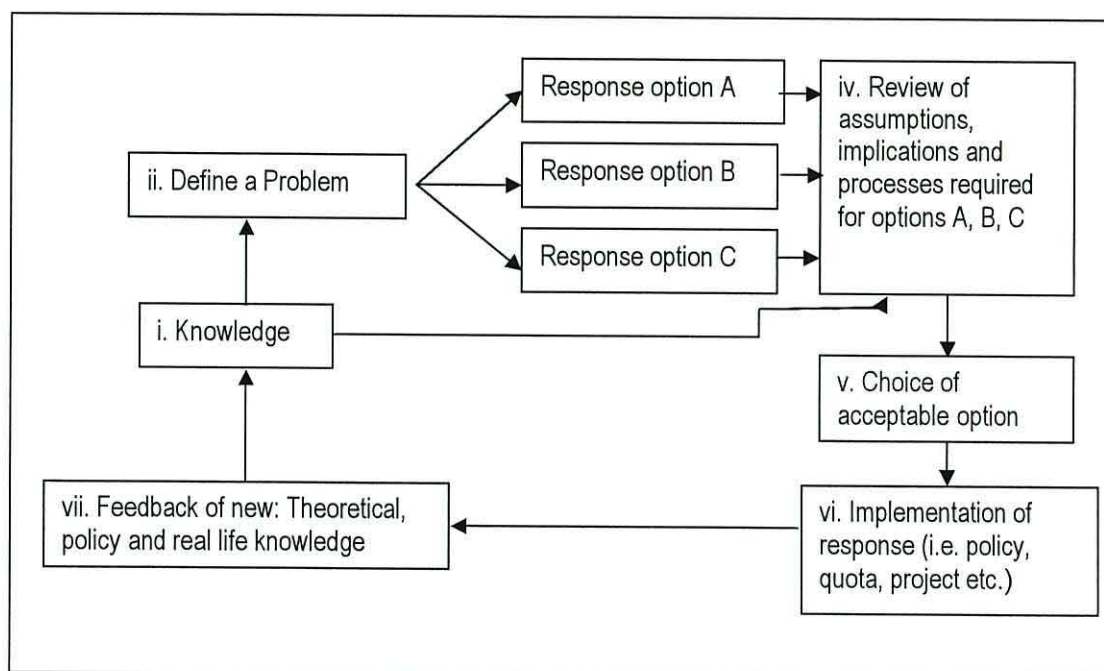 Response option A
iv. Review of
assumptions,
implications and
processes required
for options A, B, C
ii. Define a Problem
Response option B
Response option C
i. Knowledge
v. Choice of
acceptable option
vii. Feedback of new: Theoretical,
policy and real life knowledge
vi. Implementation of
response (i.e. policy,
quota, project etc.)